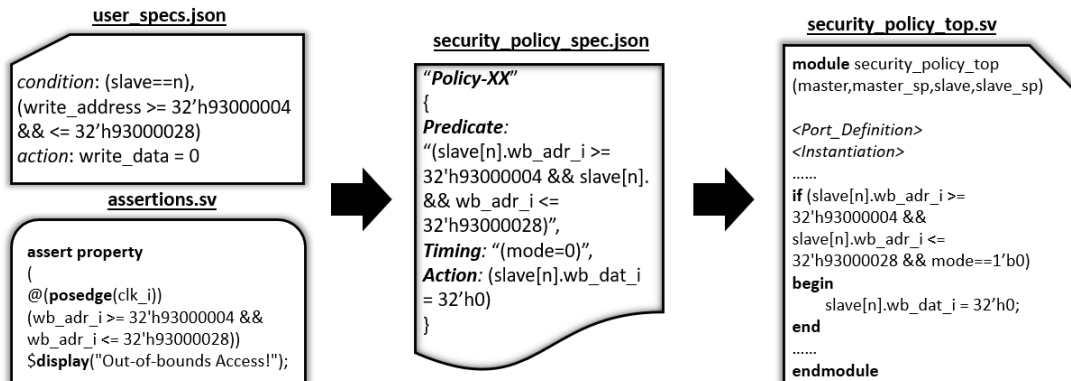 user_specs.json
condition: (slave==n),
(write_address >= 32’h93000004
&& <= 32’h93000028)
action: write_data = 0
assertions.sv
assert property
(
@(posedge(clk_i))
(wb_adr_i >= 32'h93000004 &&
wb_adr_i <= 32'h93000028))
$display("Out-of-bounds Access!");
security_policy_spec.json
“Policy-XX”
{
Predicate:
“(slave[n].wb_adr_i >=
32'h93000004 && slave[n].
&& wb_adr_i <=
32'h93000028)”,
Timing: “(mode=0)”,
Action: (slave[n].wb_dat_i
= 32’h0)
}
security_policy_top.sv
module security_policy_top
(master,master_sp,slave,slave_sp)
<Port_Definition>
<Instantiation>
……
if (slave[n].wb_adr_i >=
32'h93000004 &&
slave[n].wb_adr_i <=
32'h93000028 && mode==1’b0)
begin
slave[n].wb_dat_i = 32’h0;
end
……
endmodule